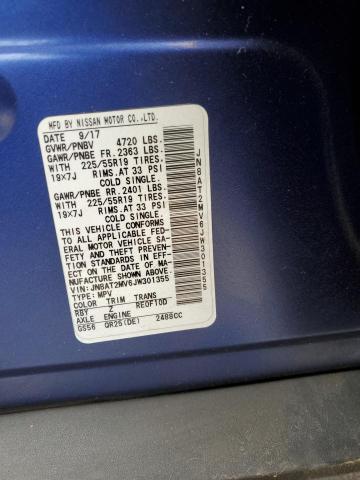 MFD BY NISSAN MOTOR CO.,LTD.
DATE 9/17
GVWR/PNBV 4720 LBS.
GAWR/PNBE FR. 2363 LBS.
WITH 225/55R19 TIRES,
19X7J RIMS.AT 33 PSI
COLD SINGLE.
GAWR/PNBE RR. 2401 LBS.
WITH 225/55R19 TIRES,
19X7J RIMS.AT 33 PSI
COLD SINGLE.
THIS VEHICLE CONFORMS
TO ALL APPLICABLE FED-
ERAL MOTOR VEHICLE SA-
FETY AND THEFT PREVEN-
TION STANDARDS IN EFF-
ECT ON THE DATE OF MA-
NUFACTURE SHOWN ABOVE.
VIN:JN8AT2MV6JW301355
TYPE: MPV
COLOR TRIM TRANS
RBY Z RE0F10D
AXLE ENGINE
GS56 QR25(DE) 2488CC
JN8AT2MV6JW301355